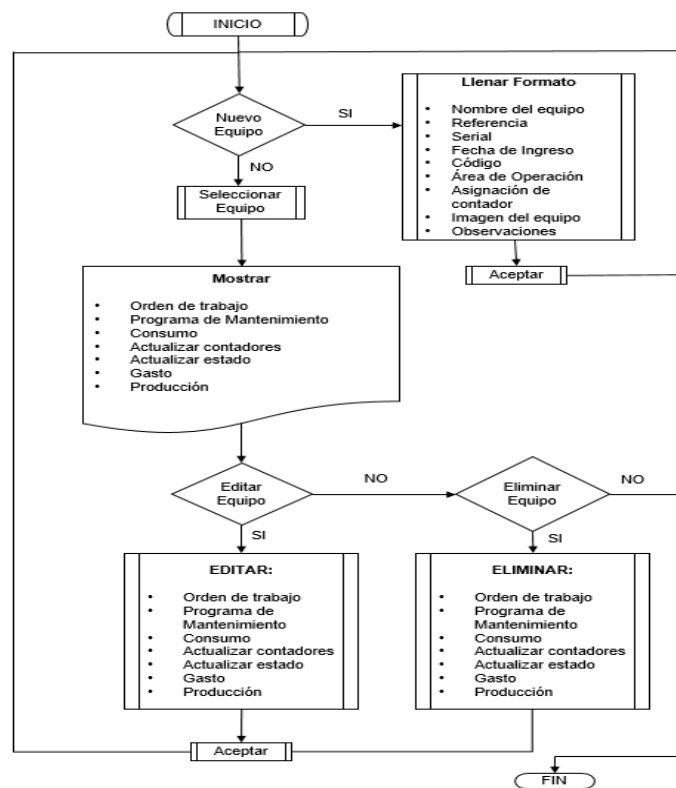 INICIO
Nuevo
Equipo
SI
NO
Llenar Formato
• Nombre del equipo
• Referencia
• Serial
• Fecha de Ingreso
• Código
• Área de Operación
• Asignación de
contador
• Imagen del equipo
• Observaciones
Aceptar
Seleccionar
Equipo
Mostrar
• Orden de trabajo
• Programa de Mantenimiento
• Consumo
• Actualizar contadores
• Actualizar estado
• Gasto
• Producción
Editar
Equipo
NO
Eliminar
Equipo
NO
SI
SI
EDITAR:
• Orden de trabajo
• Programa de
Mantenimiento
• Consumo
• Actualizar contadores
• Actualizar estado
• Gasto
• Producción
ELIMINAR:
• Orden de trabajo
• Programa de
Mantenimiento
• Consumo
• Actualizar contadores
• Actualizar estado
• Gasto
• Producción
Aceptar
FIN